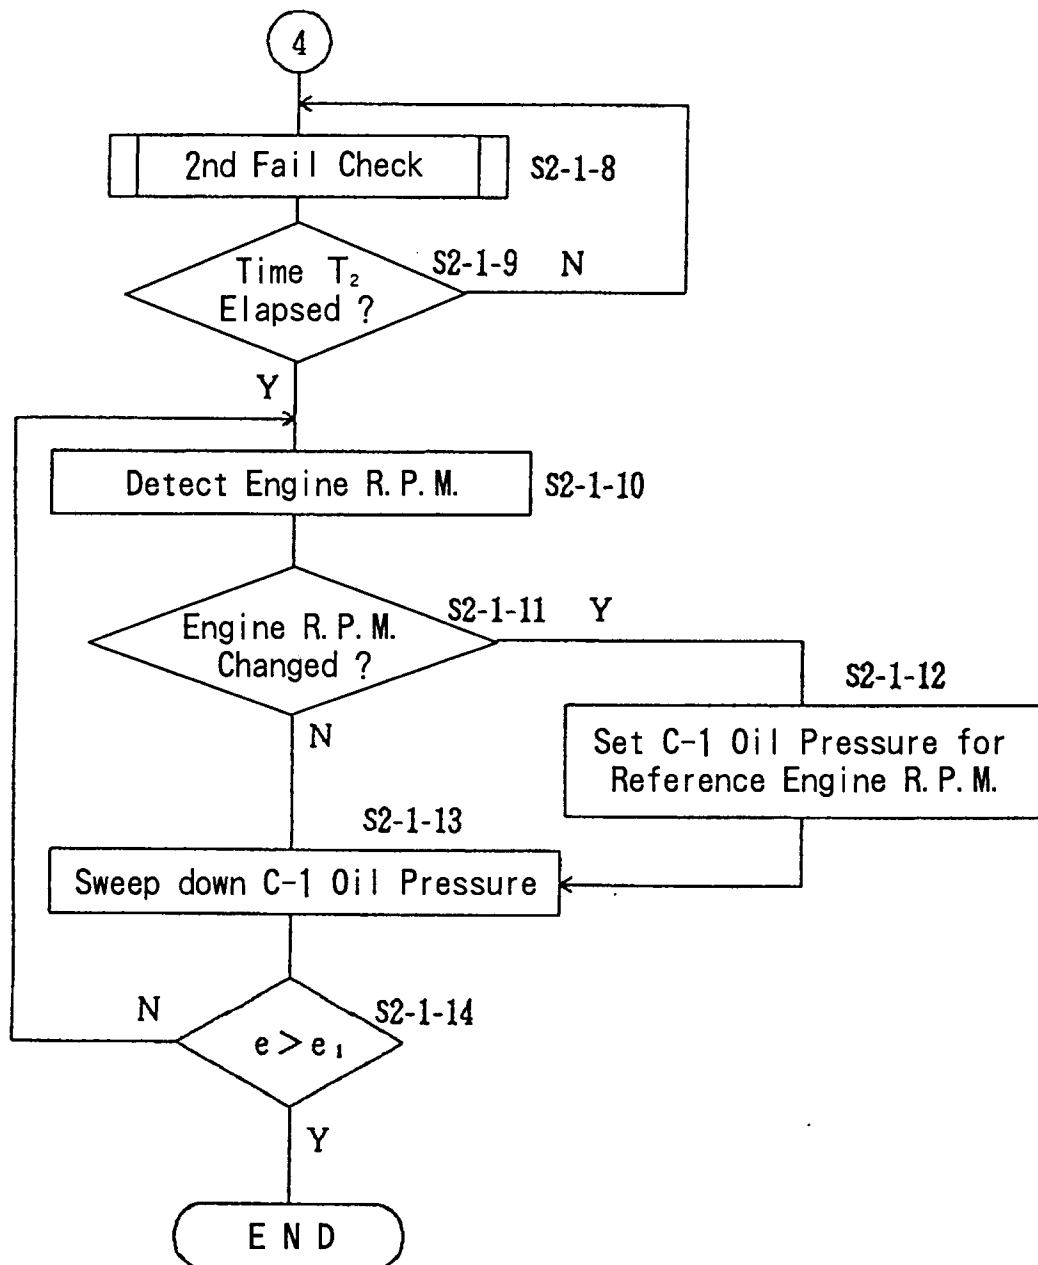 4
2nd Fail Check
S2-1-8
S2-1-9 N
Time T₂
Elapsed ?
Y
Detect Engine R.P.M.
S2-1-10
S2-1-11 Y
Engine R.P.M.
Changed ?
N
S2-1-12
Set C-1 Oil Pressure for
Reference Engine R.P.M.
S2-1-13
Sweep down C-1 Oil Pressure
N
S2-1-14
e > e₁
Y
END